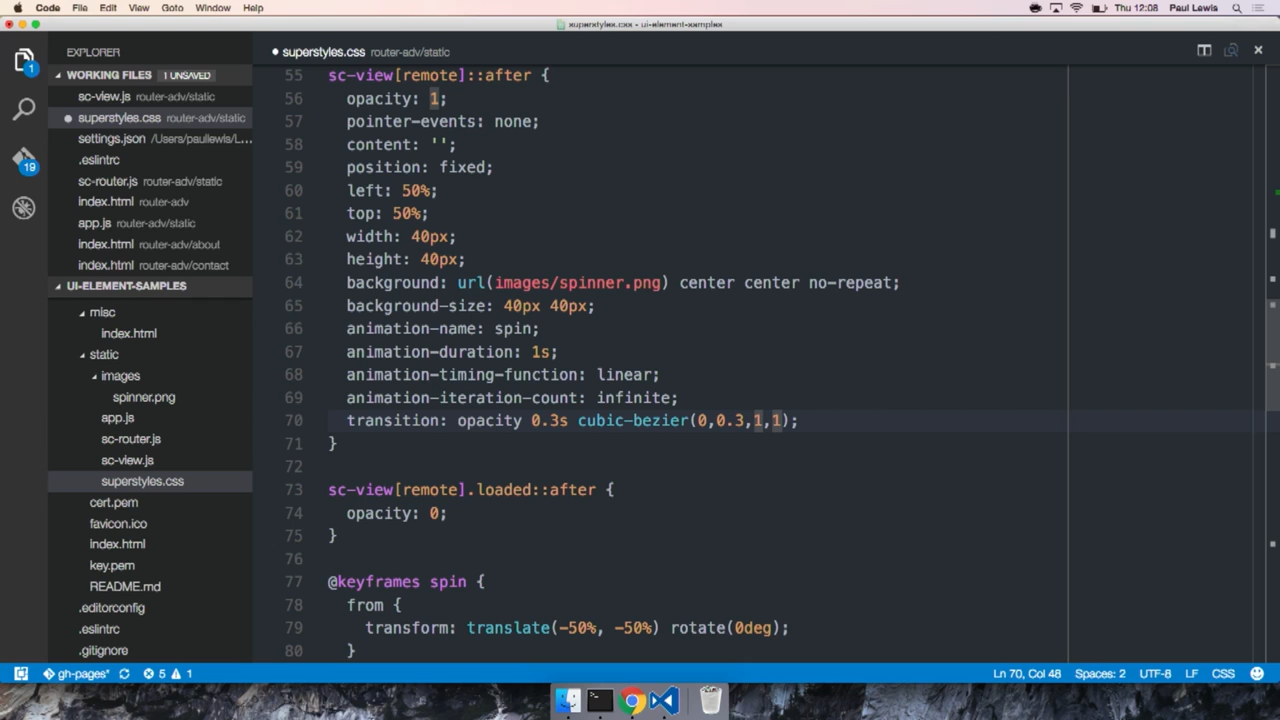 Code File Edit View Goto Window Help Thu 12:08 Paul Lewis
superstyles.css - ui-element-samples
EXPLORER
superstyles.css router-adv/static
WORKING FILES 1 UNSAVED
sc-view.js router-adv/static
superstyles.css router-adv/static
settings.json /Users/paullewis/L...
.eslintrc
sc-router.js router-adv/static
index.html router-adv
app.js router-adv/static
index.html router-adv/about
index.html router-adv/contact
UI-ELEMENT-SAMPLES
misc
index.html
static
images
spinner.png
app.js
sc-router.js
sc-view.js
superstyles.css
cert.pem
favicon.ico
index.html
key.pem
README.md
.editorconfig
.eslintrc
.gitignore
1
19
55 sc-view[remote]::after {
56 opacity: 1;
57 pointer-events: none;
58 content: '';
59 position: fixed;
60 left: 50%;
61 top: 50%;
62 width: 40px;
63 height: 40px;
64 background: url(images/spinner.png) center center no-repeat;
65 background-size: 40px 40px;
66 animation-name: spin;
67 animation-duration: 1s;
68 animation-timing-function: linear;
69 animation-iteration-count: infinite;
70 transition: opacity 0.3s cubic-bezier(0,0.3,1,1);
71 }
72
73 sc-view[remote].loaded::after {
74 opacity: 0;
75 }
76
77 @keyframes spin {
78 from {
79 transform: translate(-50%, -50%) rotate(0deg);
80 }
gh-pages* 5 1 Ln 70, Col 48 Spaces: 2 UTF-8 LF CSS